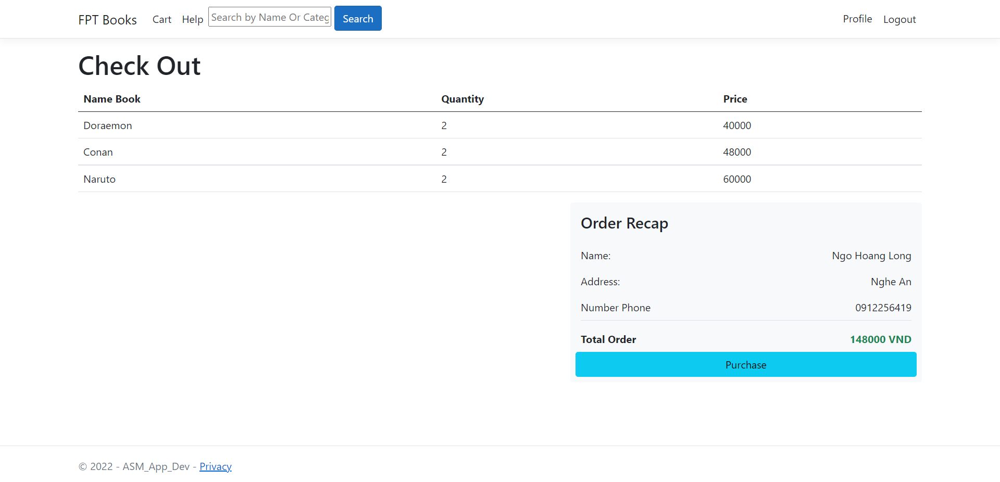 FPT Books Cart Help Search by Name Or Categ Search Profile Logout
Check Out
Name Book Quantity Price
Doraemon 2 40000
Conan 2 48000
Naruto 2 60000
Order Recap
Name: Ngo Hoang Long
Address: Nghe An
Number Phone 0912256419
Total Order 148000 VND
Purchase
© 2022 - ASM_App_Dev - Privacy